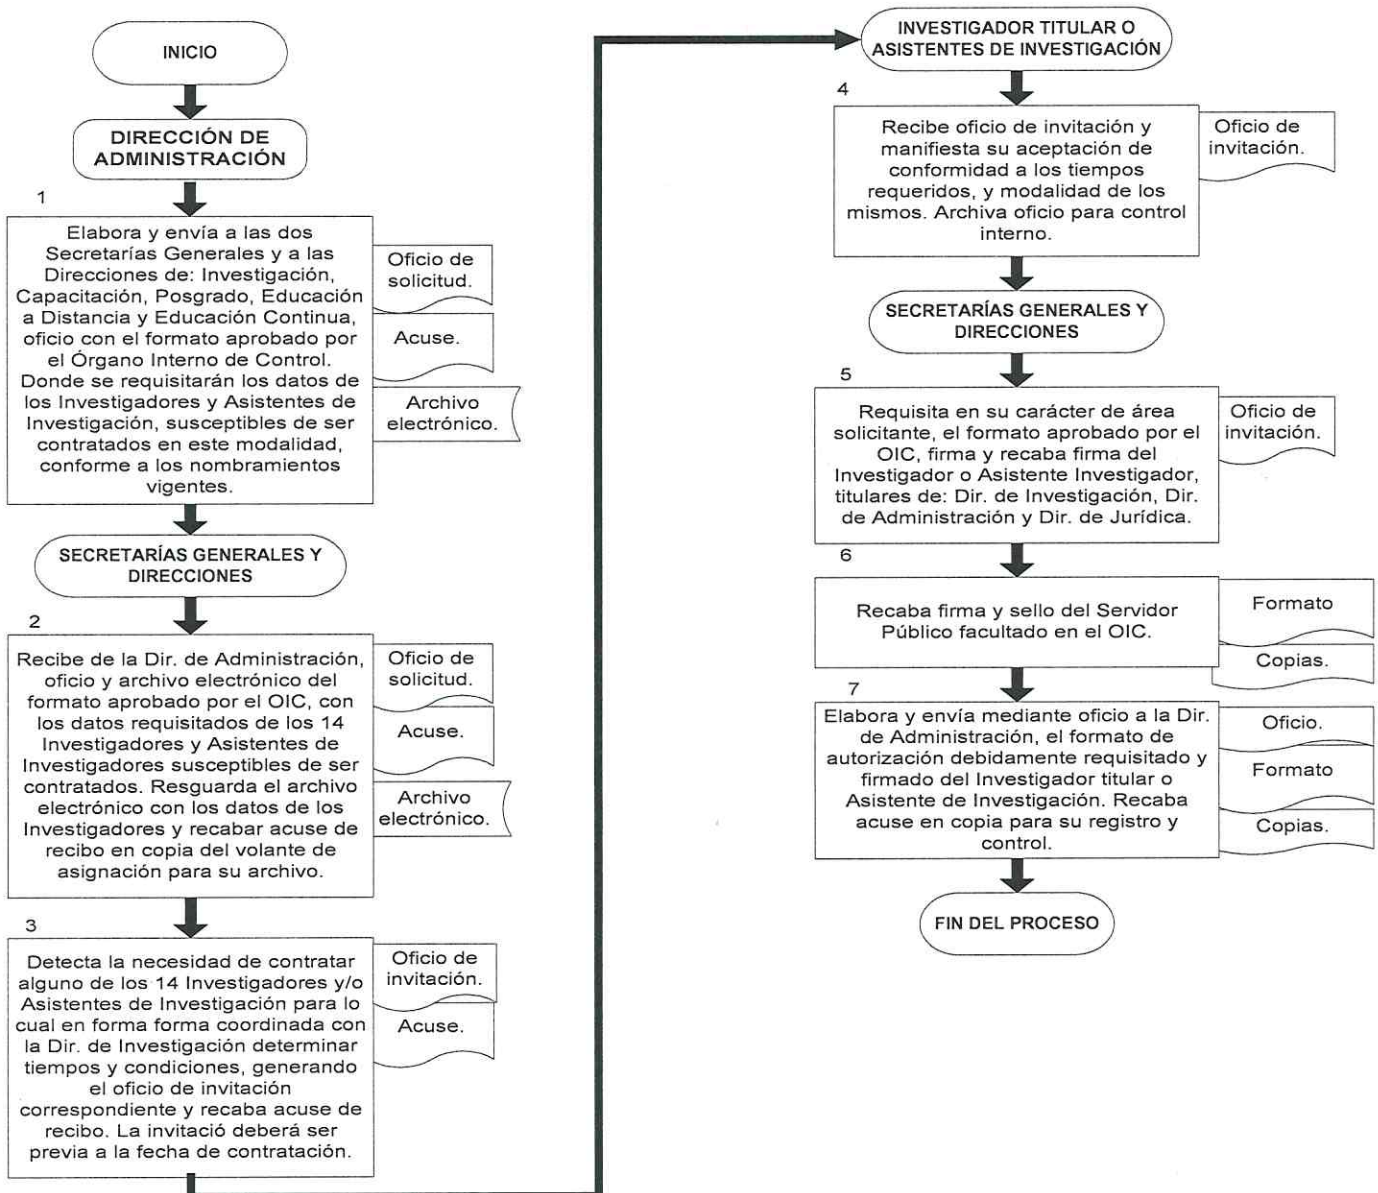 INICIO
DIRECCIÓN DE
ADMINISTRACIÓN
1
Elabora y envía a las dos
Secretarías Generales y a las
Direcciones de: Investigación,
Capacitación, Posgrado, Educación
a Distancia y Educación Continua,
oficio con el formato aprobado por
el Órgano Interno de Control.
Donde se requisitarán los datos de
los Investigadores y Asistentes de
Investigación, susceptibles de ser
contratados en este modalidad,
conforme a los nombramientos
vigentes.
Oficio de
solicitud.
Acuse.
Archivo
electrónico.
SECRETARÍAS GENERALES Y
DIRECCIONES
2
Recibe de la Dir. de Administración,
oficio y archivo electrónico del
formato aprobado por el OIC, con
los datos requisitados de los 14
Investigadores y Asistentes de
Investigadores susceptibles de ser
contratados. Resguarda el archivo
electrónico con los datos de los
Investigadores y recabar acuse de
recibo en copia del volante de
asignación para su archivo.
Oficio de
solicitud.
Acuse.
Archivo
electrónico.
3
Detecta la necesidad de contratar
alguno de los 14 Investigadores y/o
Asistentes de Investigación para lo
cual en forma forma coordinada con
la Dir. de Investigación determinar
tiempos y condiciones, generando
el oficio de invitación
correspondiente y recaba acuse de
recibo. La invitació deberá ser
previa a la fecha de contratación.
Oficio de
invitación.
Acuse.
INVESTIGADOR TITULAR O
ASISTENTES DE INVESTIGACIÓN
4
Recibe oficio de invitación y
manifiesta su aceptación de
conformidad a los tiempos
requeridos, y modalidad de los
mismos. Archiva oficio para control
interno.
Oficio de
invitación.
SECRETARÍAS GENERALES Y
DIRECCIONES
5
Requisita en su carácter de área
solicitante, el formato aprobado por el
OIC, firma y recaba firma del
Investigador o Asistente Investigador,
titulares de: Dir. de Investigación, Dir.
de Administración y Dir. de Jurídica.
Oficio de
invitación.
6
Recaba firma y sello del Servidor
Público facultado en el OIC.
Formato
Copias.
7
Elabora y envía mediante oficio a la Dir.
de Administración, el formato de
autorización debidamente requisitado y
firmado del Investigador titular o
Asistente de Investigación. Recaba
acuse en copia para su registro y
control.
Oficio.
Formato
Copias.
FIN DEL PROCESO